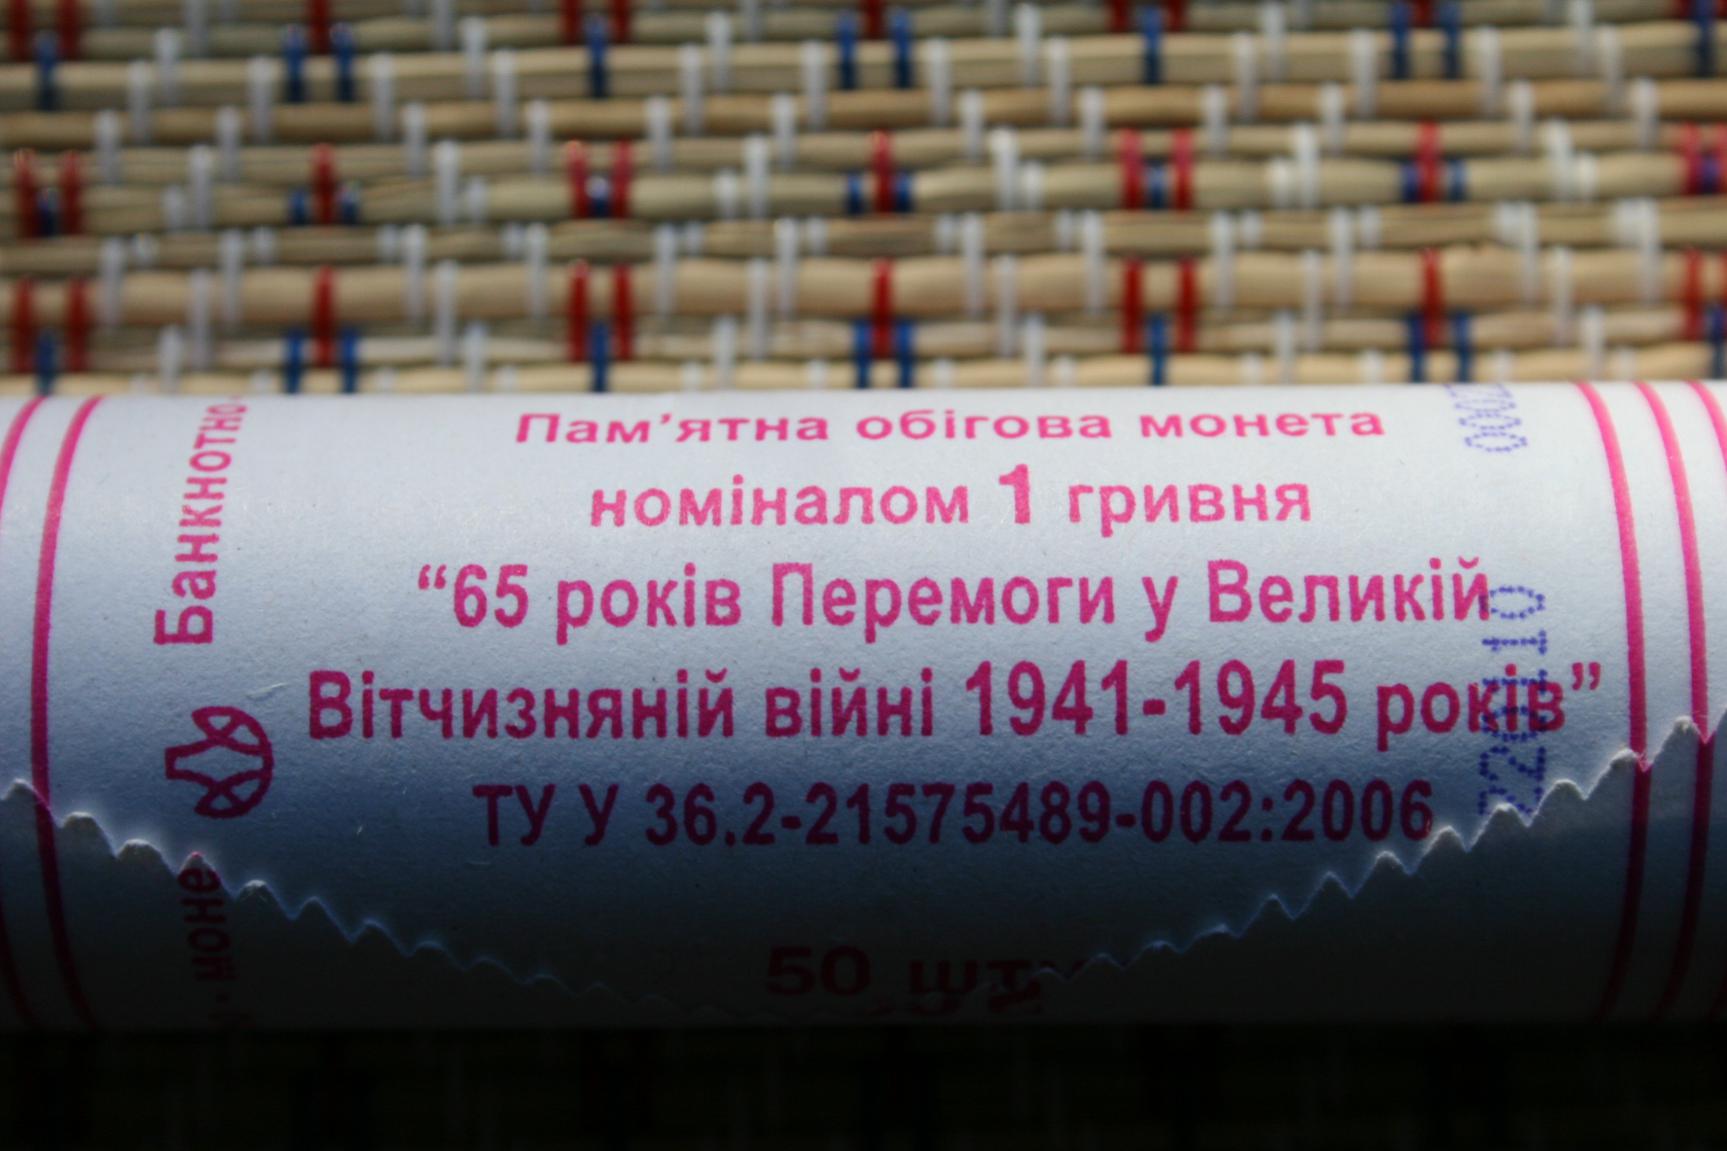 Пам’ятна обігова монета
номіналом 1 гривня
“65 років Перемоги у Великій
Вітчизняній війні 1941-1945 років”
ТУ У 36.2-21575489-002:2006
50
Банкнотно-
220110